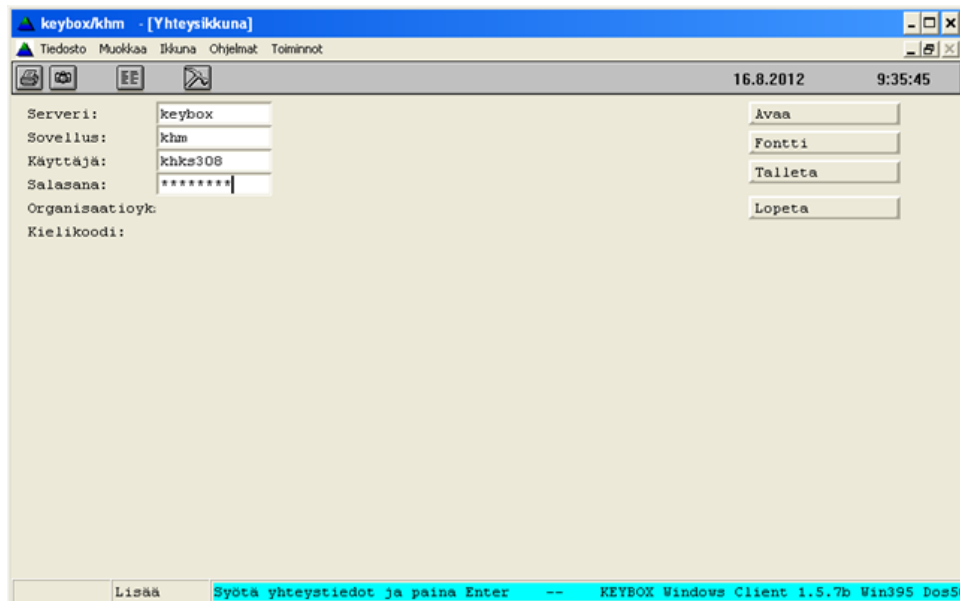 keybox/khm - [Yhteysikkuna]
Tiedosto Muokkaa Ikkuna Ohjelmat Toiminnot
EE 16.8.2012 9:35:45
Serveri: keybox Avaa
Sovellus: khm Fontti
Käyttäjä: khks308 Talleta
Salasana: ********
Organisaatioyk: Lopeta
Kielikoodi:
Lisää Syötä yhteystiedot ja paina Enter -- KEYBOX Windows Client 1.5.7b Win395 Dos5